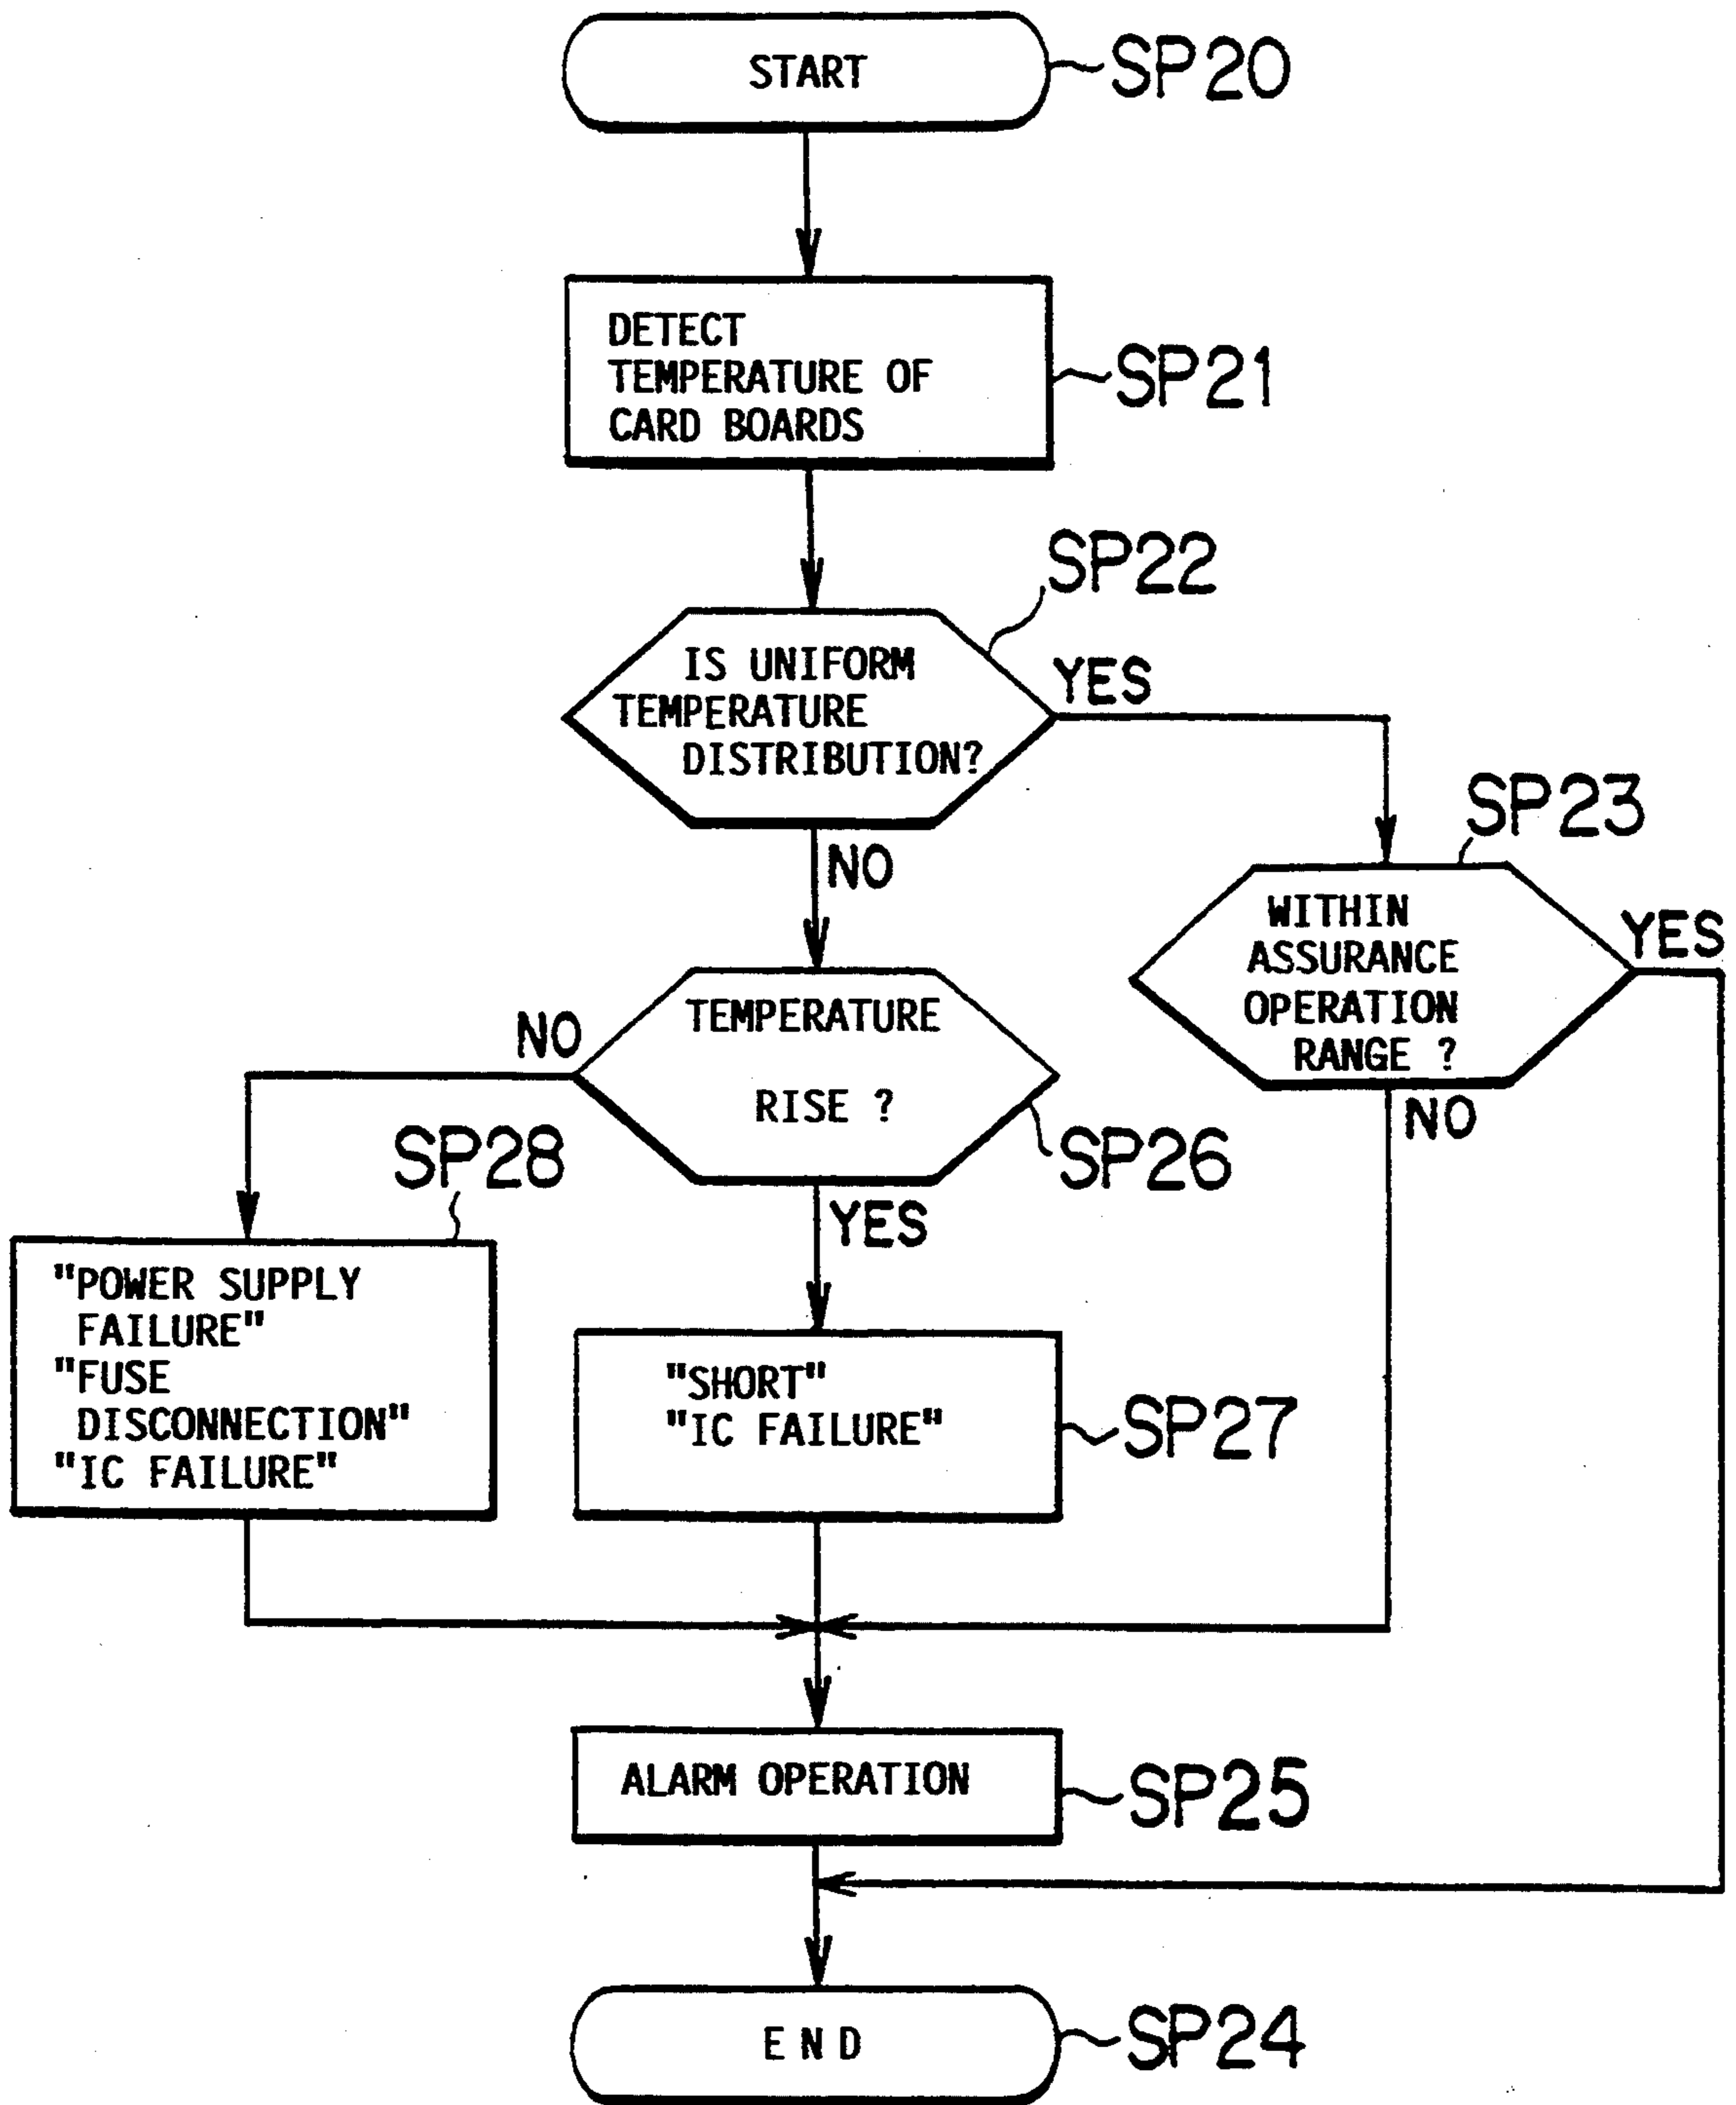 START
SP20
DETECT
TEMPERATURE OF
CARD BOARDS
SP21
SP22
IS UNIFORM
TEMPERATURE
DISTRIBUTION?
YES
NO
SP23
WITHIN
ASSURANCE
OPERATION
RANGE ?
YES
NO
TEMPERATURE
RISE ?
NO
SP26
YES
SP28
"POWER SUPPLY
FAILURE"
"FUSE
DISCONNECTION"
"IC FAILURE"
"SHORT"
"IC FAILURE"
SP27
ALARM OPERATION
SP25
END
SP24